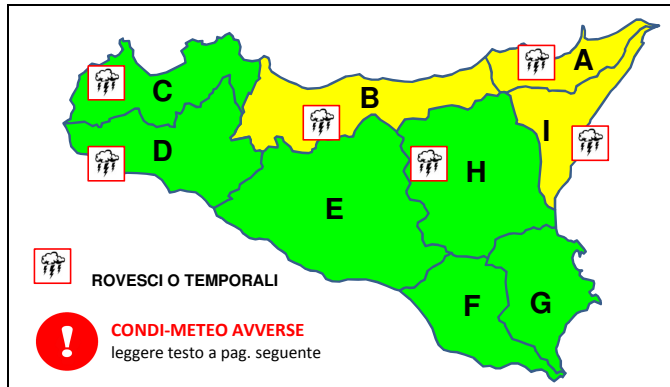 A
C
B
I
D
H
E
ROVESCI O TEMPORALI
F
G
CONDI-METEO AVVERSE
leggere testo a pag. seguente